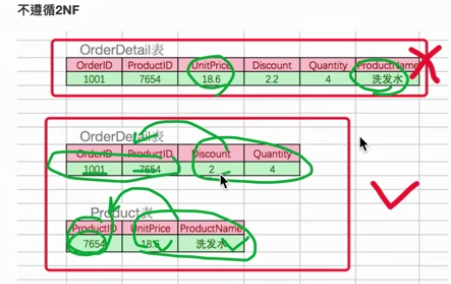 不遵循2NF
OrderDetail表
OrderID ProductID UnitPrice Discount Quantity ProductName
1001 7654 18.6 2.2 4 洗发水
OrderDetail表
OrderID ProductID Discount Quantity
1001 7654 2 4
Product表
ProductID UnitPrice ProductName
7654 18.6 洗发水